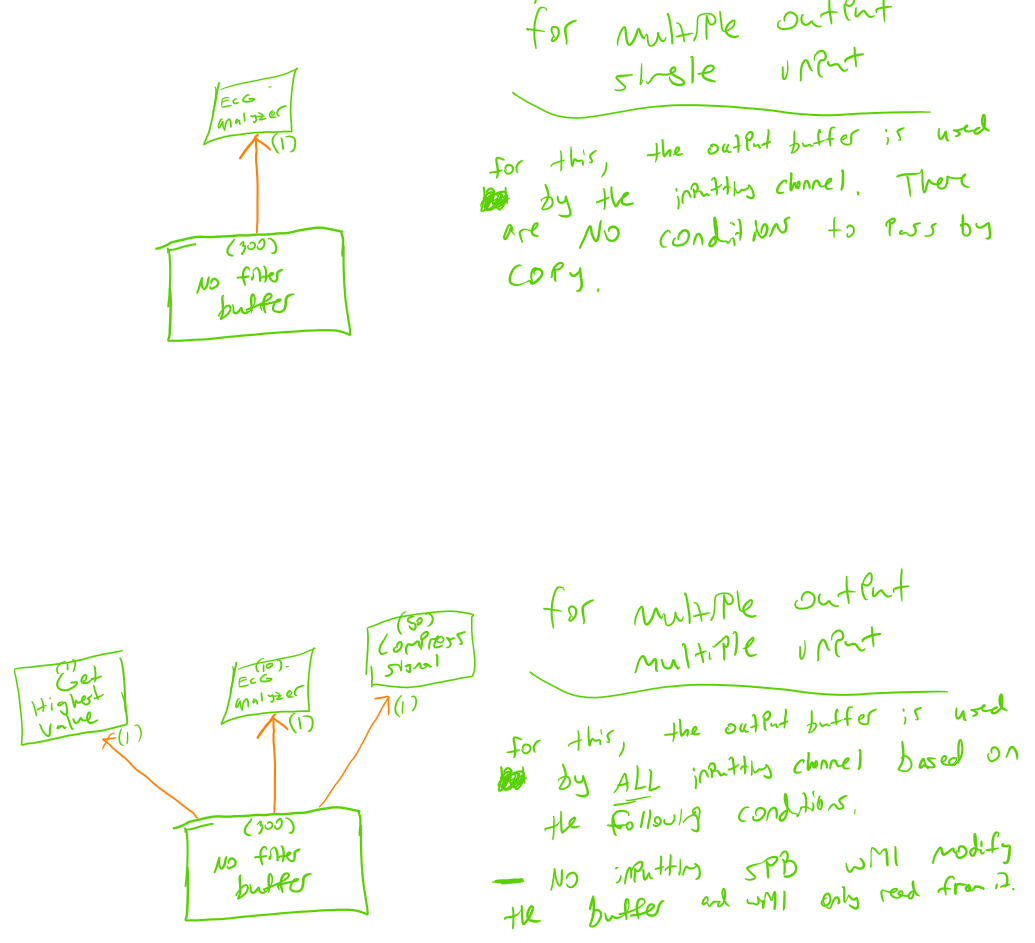 for multiple output
single input
ECG
analyzer
(1)
(300)
No filter
buffer
for this, the output buffer is used
by the inputting channel. There
are NO conditions to pass by
COPY.
for multiple output
multiple input
(1)
Get
Highest
Value
(1)
(10)
ECG
analyzer
(1)
(50)
Compress
signal
(1)
(300)
No filter
buffer
for this, the output buffer is used
by ALL inputting channel based on
the following conditions.
- NO inputting SPB will modify
the buffer and will only read from it.